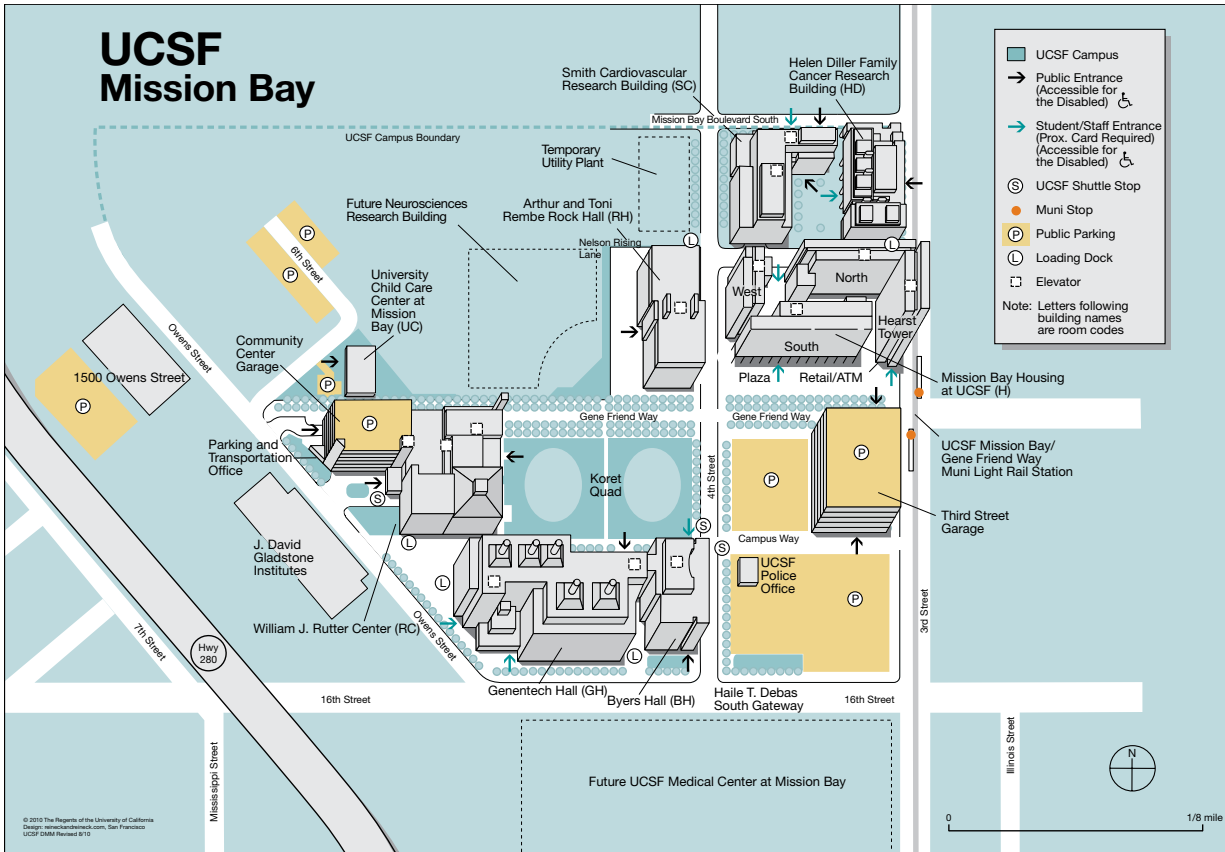 UCSF
Mission Bay
Smith Cardiovascular
Research Building (SC)
Helen Diller Family
Cancer Research
Building (HD)
Mission Bay Boulevard South
UCSF Campus Boundary
Temporary
Utility Plant
Arthur and Toni
Rembe Rock Hall (RH)
Nelson Rising
Lane
L
Future Neurosciences
Research Building
University
Child Care
Center at
Mission
Bay (UC)
P
P
6th Street
Owens Street
Community
Center
Garage
1500 Owens Street
P
P
P
Parking and
Transportation
Office
S
L
J. David
Gladstone
Institutes
William J. Rutter Center (RC)
Owens Street
7th Street
Hwy
280
Gene Friend Way
Koret
Quad
4th Street
S
S
L
L
Genentech Hall (GH)
Byers Hall (BH)
West
North
South
Hearst
Tower
L
Plaza
Retail/ATM
Mission Bay Housing
at UCSF (H)
Gene Friend Way
UCSF Mission Bay/
Gene Friend Way
Muni Light Rail Station
P
P
Third Street
Garage
Campus Way
UCSF
Police
Office
P
3rd Street
Haile T. Debas
South Gateway
16th Street
16th Street
Mississippi Street
Illinois Street
Future UCSF Medical Center at Mission Bay
UCSF Campus
Public Entrance
(Accessible for
the Disabled)
Student/Staff Entrance
(Prox. Card Required)
(Accessible for
the Disabled)
S UCSF Shuttle Stop
Muni Stop
P Public Parking
L Loading Dock
Elevator
Note: Letters following
building names
are room codes
N
0 1/8 mile
© 2010 The Regents of the University of California
Design: reineckandreineck.com, San Francisco
UCSF DMM Revised 8/10